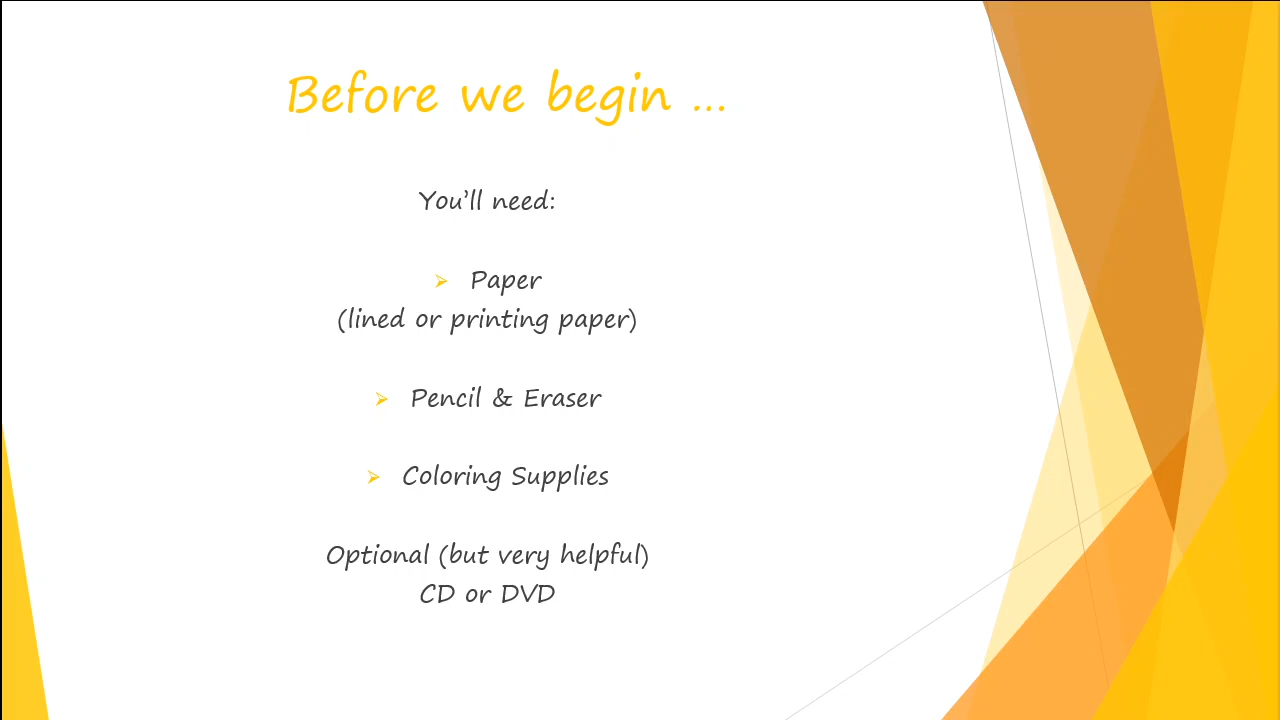 Before we begin ...
You'll need:
➢ Paper
(lined or printing paper)
➢ Pencil & Eraser
➢ Coloring Supplies
Optional (but very helpful)
CD or DVD